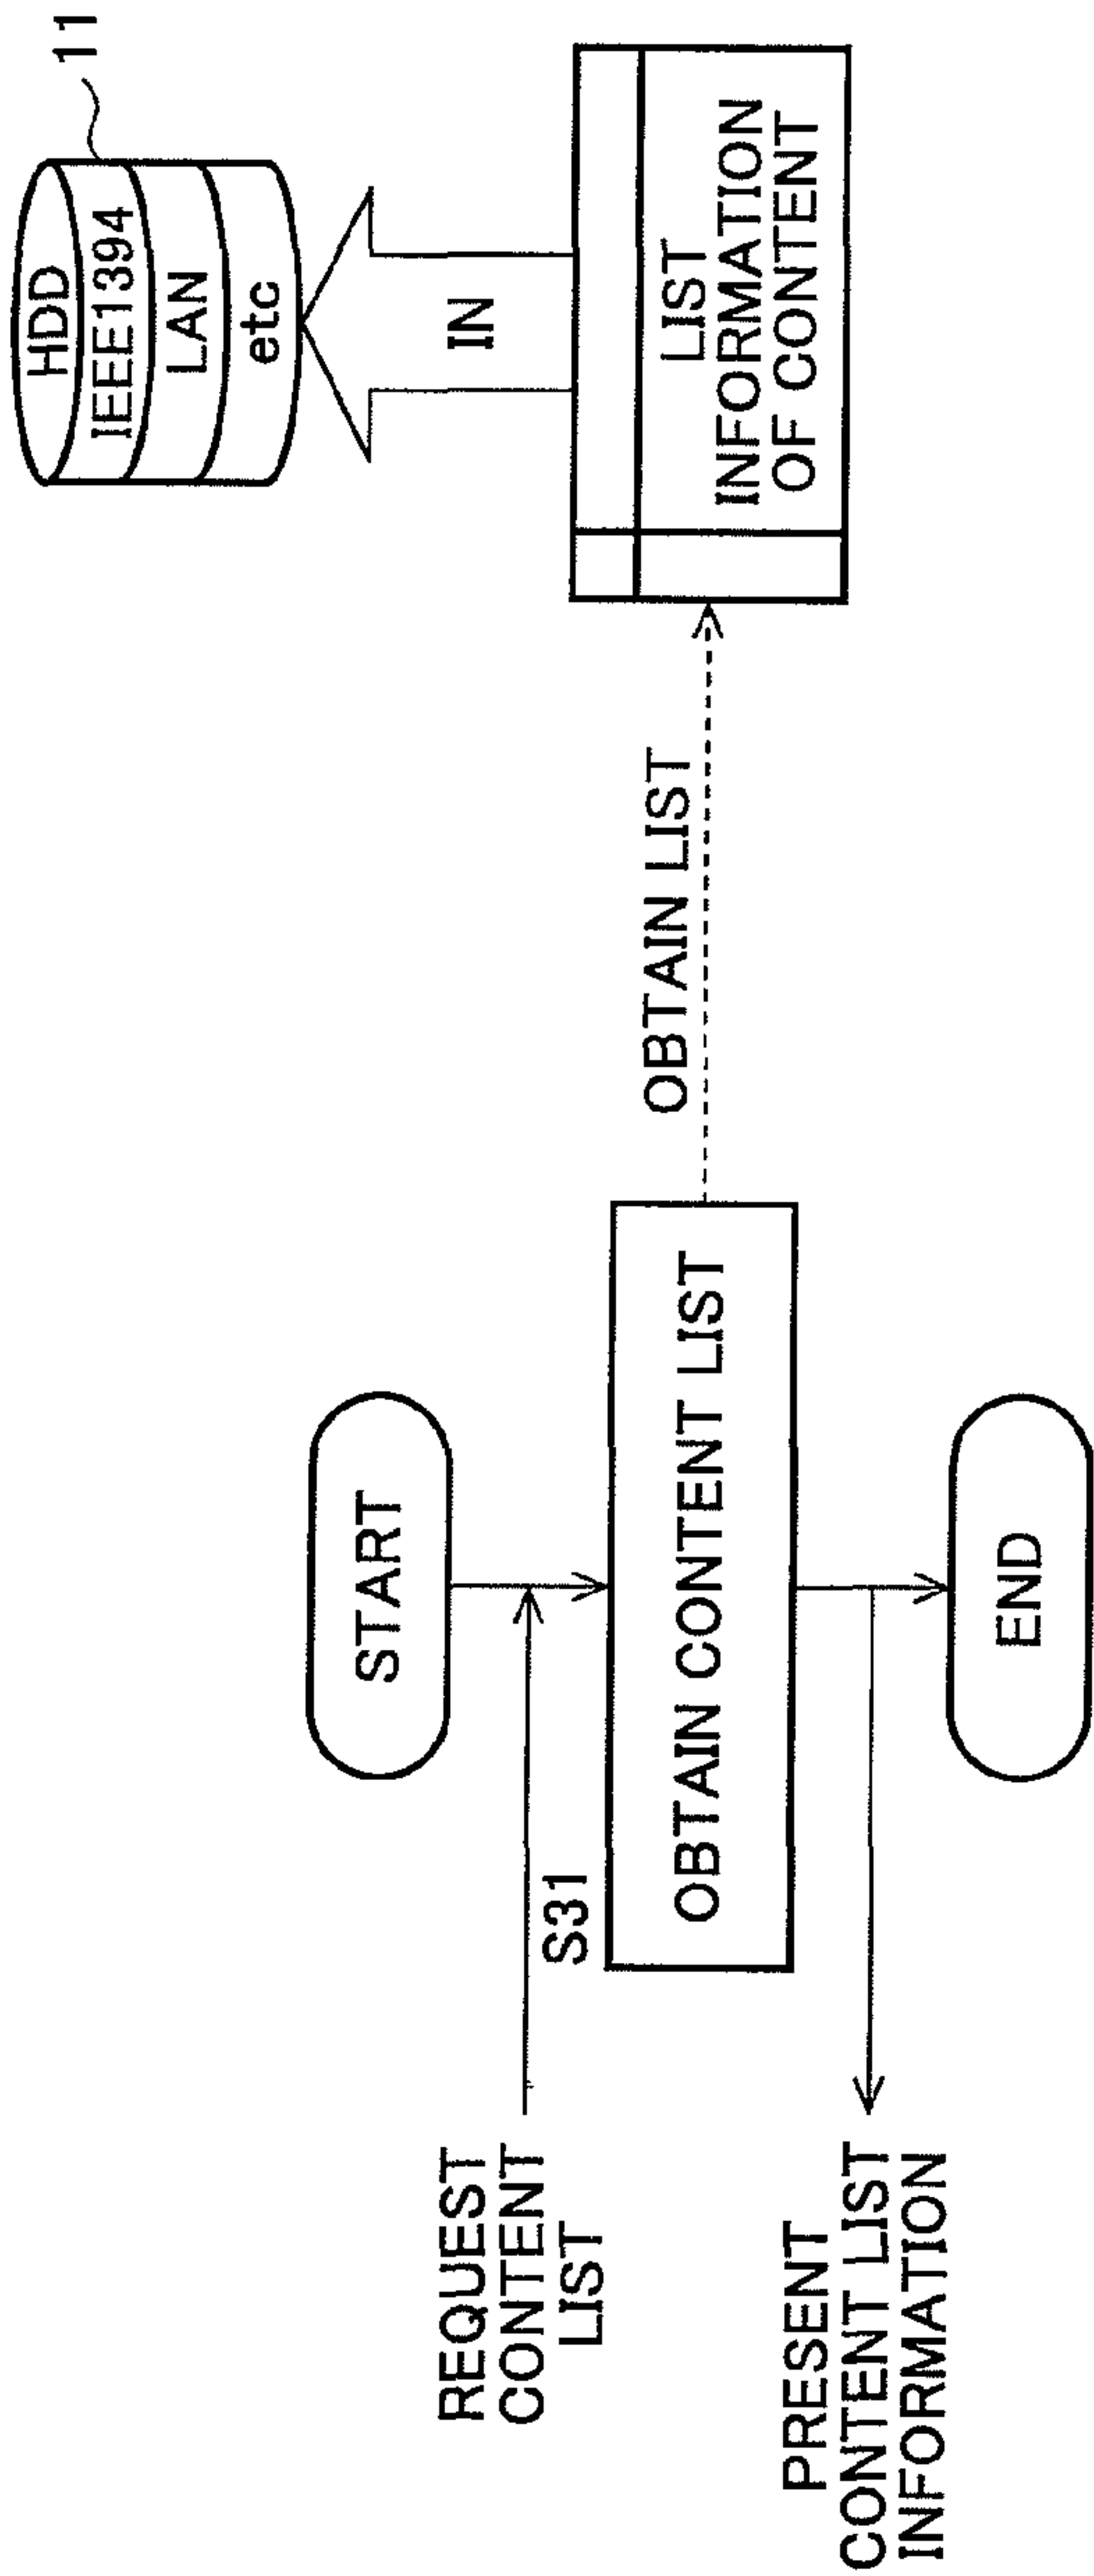 START
REQUEST
CONTENT
LIST
S31
OBTAIN CONTENT LIST
PRESENT
CONTENT LIST
INFORMATION
END
OBTAIN LIST
11
HDD
IEEE1394
LAN
etc
IN
LIST
INFORMATION
OF CONTENT